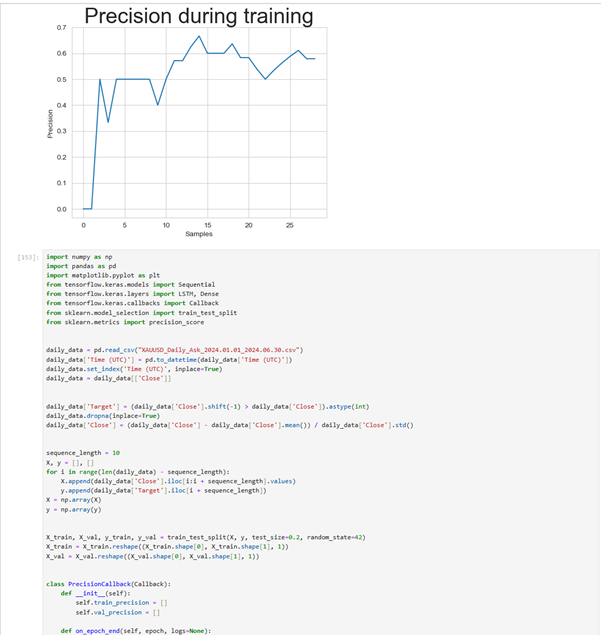 Precision during training
0.7
0.6
0.5
0.4
0.3
0.2
0.1
0.0
Precision
0 5 10 15 20 25
Samples
[153]:
import numpy as np
import pandas as pd
import matplotlib.pyplot as plt
from tensorflow.keras.models import Sequential
from tensorflow.keras.layers import LSTM, Dense
from tensorflow.keras.callbacks import Callback
from sklearn.model_selection import train_test_split
from sklearn.metrics import precision_score
daily_data = pd.read_csv("XAUUSD_Daily_Ask_2024.01.01_2024.06.30.csv")
daily_data['Time (UTC)'] = pd.to_datetime(daily_data['Time (UTC)'])
daily_data.set_index('Time (UTC)', inplace=True)
daily_data = daily_data[['Close']]
daily_data['Target'] = (daily_data['Close'].shift(-1) > daily_data['Close']).astype(int)
daily_data.dropna(inplace=True)
daily_data['Close'] = (daily_data['Close'] - daily_data['Close'].mean()) / daily_data['Close'].std()
sequence_length = 10
X, y = [], []
for i in range(len(daily_data) - sequence_length):
    X.append(daily_data['Close'].iloc[i:i + sequence_length].values)
    y.append(daily_data['Target'].iloc[i + sequence_length])
X = np.array(X)
y = np.array(y)
X_train, X_val, y_train, y_val = train_test_split(X, y, test_size=0.2, random_state=42)
X_train = X_train.reshape((X_train.shape[0], X_train.shape[1], 1))
X_val = X_val.reshape((X_val.shape[0], X_val.shape[1], 1))
class PrecisionCallback(Callback):
    def __init__(self):
        self.train_precision = []
        self.val_precision = []
    def on_epoch_end(self, epoch, logs=None):